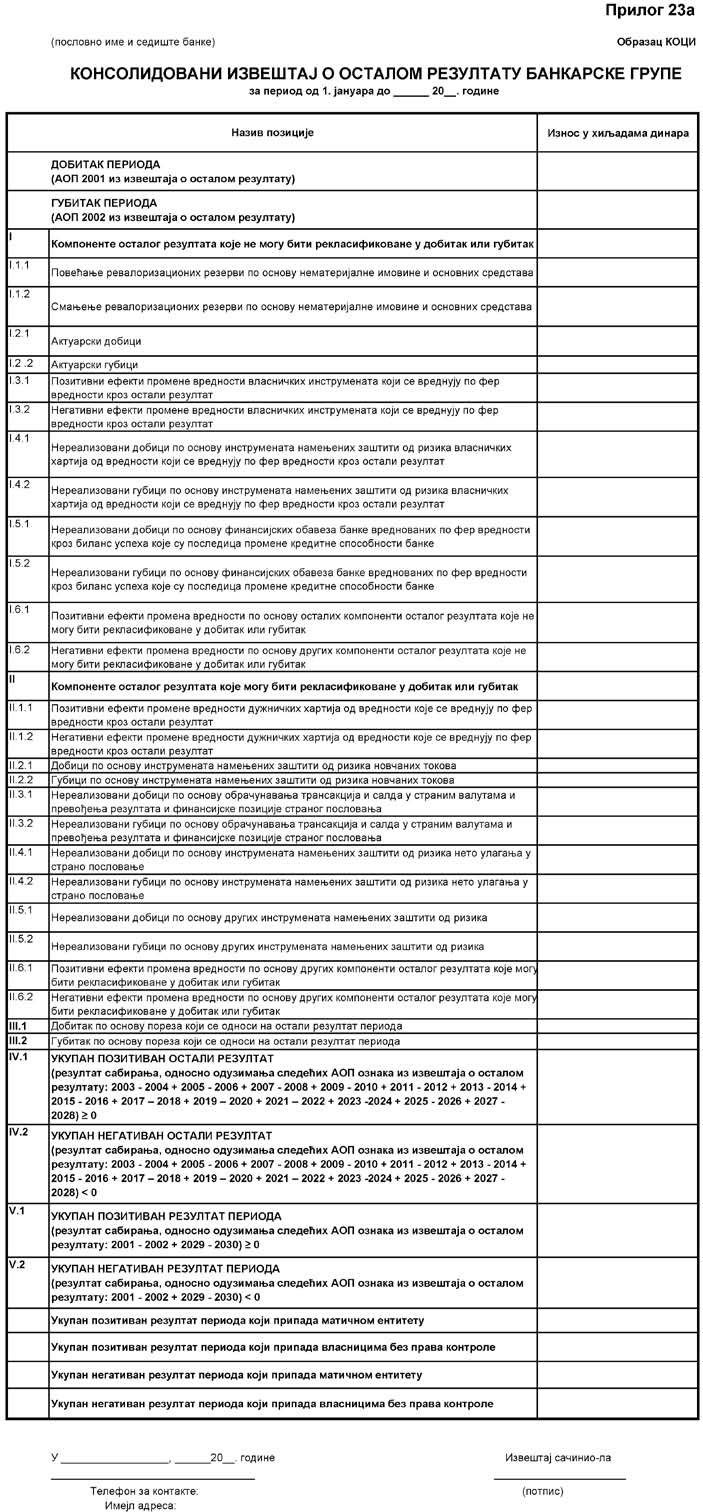 Прилог 23а
(пословно име и седиште банке)
Образац КОЦИ
КОНСОЛИДОВАНИ ИЗВЕШТАЈ О ОСТАЛОМ РЕЗУЛТАТУ БАНКАРСКЕ ГРУПЕ
за период од 1. јануара до ______ 20__. године
Назив позиције
Износ у хиљадама динара
ДОБИТАК ПЕРИОДА
(АОП 2001 из извештаја о осталом резултату)
ГУБИТАК ПЕРИОДА
(АОП 2002 из извештаја о осталом резултату)
I
Компоненте осталог резултата које не могу бити рекласификоване у добитак или губитак
I.1.1
Повећање ревалоризационих резерви по основу нематеријалне имовине и основних средстава
I.1.2
Смањење ревалоризационих резерви по основу нематеријалне имовине и основних средстава
I.2.1
Актуарски добици
I.2 .2
Актуарски губици
I.3.1
Позитивни ефекти промене вредности власничких инструмената који се вреднују по фер
вредности кроз остали резултат
I.3.2
Негативни ефекти промене вредности власничких инструмената који се вреднују по фер
вредности кроз остали резултат
I.4.1
Нереализовани добици по основу инструмената намењених заштити од ризика власничких
хартија од вредности који се вреднују по фер вредности кроз остали резултат
I.4.2
Нереализовани губици по основу инструмената намењених заштити од ризика власничких
хартија од вредности који се вреднују по фер вредности кроз остали резултат
I.5.1
Нереализовани добици по основу финансијских обавеза банке вреднованих по фер вредности
кроз биланс успеха које су последица промене кредитне способности банке
I.5.2
Нереализовани губици по основу финансијских обавеза банке вреднованих по фер вредности
кроз биланс успеха које су последица промене кредитне способности банке
I.6.1
Позитивни ефекти промена вредности по основу осталих компоненти осталог резултата које не
могу бити рекласификоване у добитак или губитак
I.6.2
Негативни ефекти промена вредности по основу других компоненти осталог резултата које не
могу бити рекласификоване у добитак или губитак
II
Компоненте осталог резултата које могу бити рекласификоване у добитак или губитак
II.1.1
Позитивни ефекти промене вредности дужничких хартија од вредности које се вреднују по фер
вредности кроз остали резултат
II.1.2
Негативни ефекти промене вредности дужничких хартија од вредности које се вреднују по фер
вредности кроз остали резултат
II.2.1
Добици по основу инструмената намењених заштити од ризика новчаних токова
II.2.2
Губици по основу инструмената намењених заштити од ризика новчаних токова
II.3.1
Нереализовани добици по основу обрачунавања трансакција и салда у страним валутама и
превођења резултата и финансијске позиције страног пословања
II.3.2
Нереализовани губици по основу обрачунавања трансакција и салда у страним валутама и
превођења резултата и финансијске позиције страног пословања
II.4.1
Нереализовани добици по основу инструмената намењених заштити од ризика нето улагања у
страно пословање
II.4.2
Нереализовани губици по основу инструмената намењених заштити од ризика нето улагања у
страно пословање
II.5.1
Нереализовани добици по основу других инструмената намењених заштити од ризика
II.5.2
Нереализовани губици по основу других инструмената намењених заштити од ризика
II.6.1
Позитивни ефекти промена вредности по основу других компоненти осталог резултата које могу
бити рекласификоване у добитак или губитак
II.6.2
Негативни ефекти промена вредности по основу других компоненти осталог резултата које могу
бити рекласификоване у добитак или губитак
III.1
Добитак по основу пореза који се односи на остали резултат периода
III.2
Губитак по основу пореза који се односи на остали резултат периода
IV.1
УКУПАН ПОЗИТИВАН ОСТАЛИ РЕЗУЛТАТ
(резултат сабирања, односно одузимања следећих АОП ознака из извештаја о осталом
резултату: 2003 - 2004 + 2005 - 2006 + 2007 - 2008 + 2009 - 2010 + 2011 - 2012 + 2013 - 2014 +
2015 - 2016 + 2017 – 2018 + 2019 – 2020 + 2021 – 2022 + 2023 -2024 + 2025 - 2026 + 2027 -
2028) ≥ 0
IV.2
УКУПАН НЕГАТИВАН ОСТАЛИ РЕЗУЛТАТ
(резултат сабирања, односно одузимања следећих АОП ознака из извештаја о осталом
резултату: 2003 - 2004 + 2005 - 2006 + 2007 - 2008 + 2009 - 2010 + 2011 - 2012 + 2013 - 2014 +
2015 - 2016 + 2017 – 2018 + 2019 – 2020 + 2021 – 2022 + 2023 -2024 + 2025 - 2026 + 2027 -
2028) < 0
V.1
УКУПАН ПОЗИТИВАН РЕЗУЛТАТ ПЕРИОДА
(резултат сабирања, односно одузимања следећих АОП ознака из извештаја о осталом
резултату: 2001 - 2002 + 2029 - 2030) ≥ 0
V.2
УКУПАН НЕГАТИВАН РЕЗУЛТАТ ПЕРИОДА
(резултат сабирања, односно одузимања следећих АОП ознака из извештаја о осталом
резултату: 2001 - 2002 + 2029 - 2030) < 0
Укупан позитиван резултат периода који припада матичном ентитету
Укупан позитиван резултат периода који припада власницима без права контроле
Укупан негативан резултат периода који припада матичном ентитету
Укупан негативан резултат периода који припада власницима без права контроле
У _________________, ______20__. године
Извештај сачинио-ла
Телефон за контакте:
(потпис)
Имејл адреса: